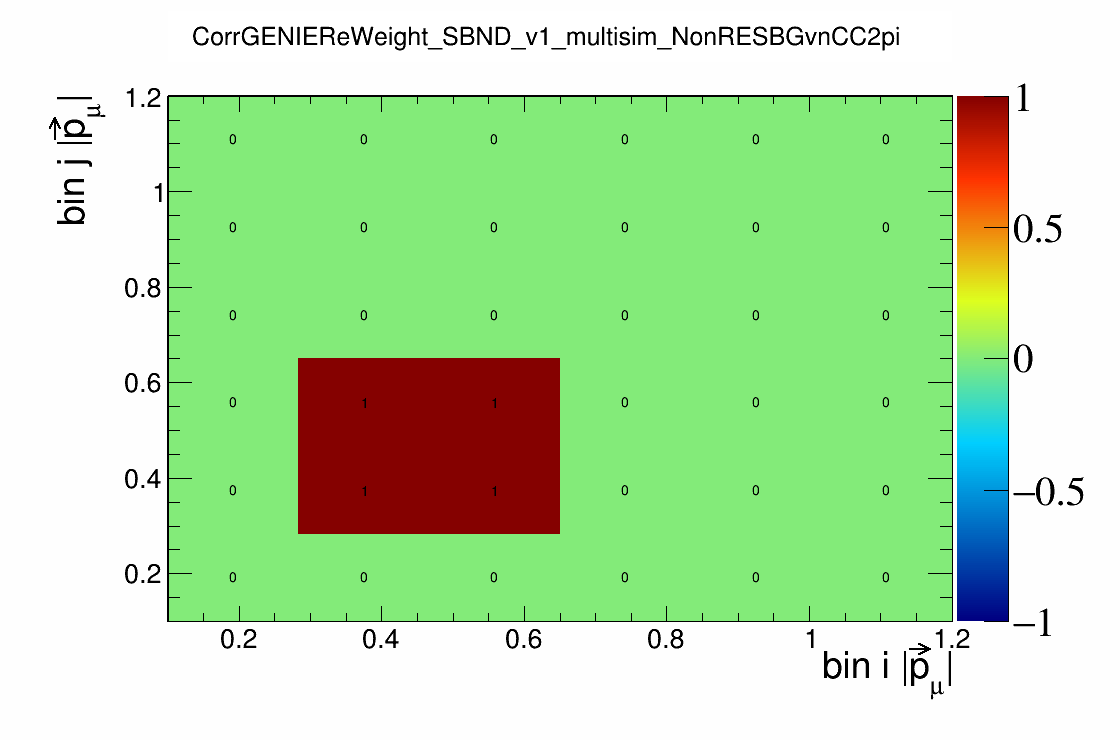 CorrGENIEReWeight_SBND_v1_multisim_NonRESBGvnCC2pi
bin j |p⃗μ|
1.2
1
0.8
0.6
0.4
0.2
0 0 0 0 0 0
0 0 0 0 0 0
0 0 0 0 0 0
0 1 1 0 0 0
0 1 1 0 0 0
0 0 0 0 0 0
0.2 0.4 0.6 0.8 1 1.2
bin i |p⃗μ|
1
0.5
0
−0.5
−1